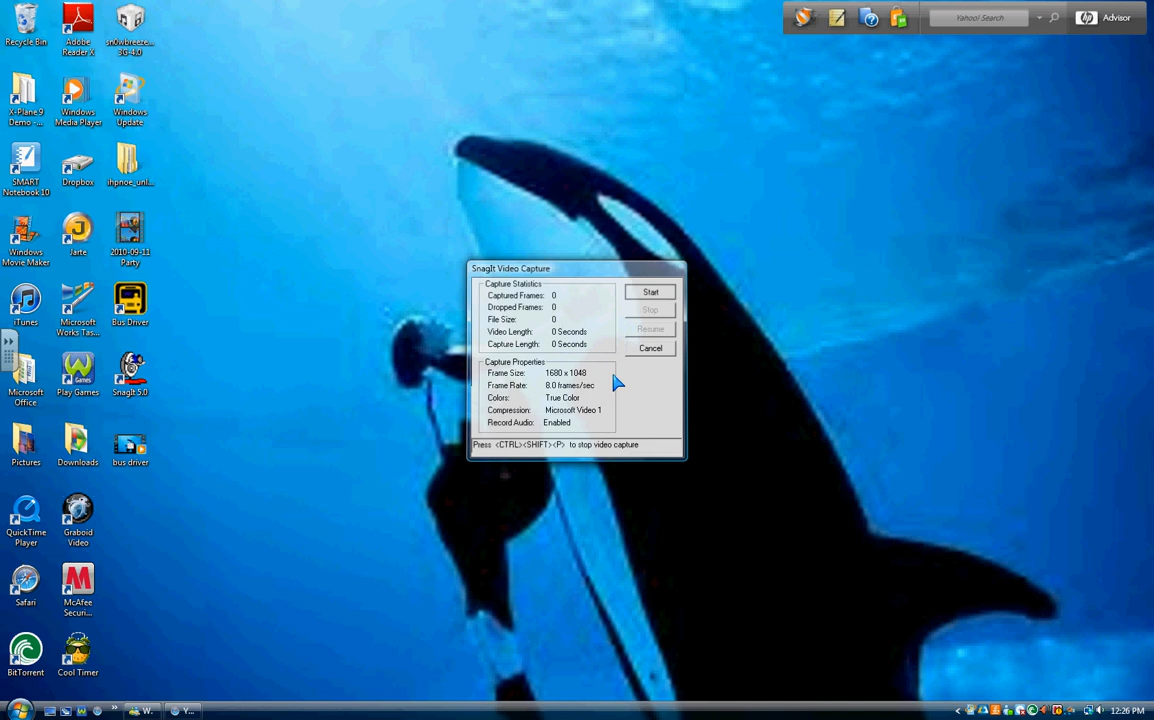 Recycle Bin
Adobe
Reader X
sn0wbreeze...
3G-4.0
Yahoo! Search
hp
Advisor
X-Plane 9
Demo -...
Windows
Media Player
Windows
Update
SMART
Notebook 10
Dropbox
ihpnoe_unl...
Windows
Movie Maker
Jarte
2010-09-11
Party
iTunes
Microsoft
Works Tas...
Bus Driver
Microsoft
Office
Play Games
SnagIt 5.0
Pictures
Downloads
bus driver
QuickTime
Player
Graboid
Video
Safari
McAfee
Securi...
BitTorrent
Cool Timer
SnagIt Video Capture
Capture Statistics
Captured Frames: 0
Dropped Frames: 0
File Size: 0
Video Length: 0 Seconds
Capture Length: 0 Seconds
Start
Stop
Resume
Cancel
Capture Properties
Frame Size: 1680 x 1048
Frame Rate: 8.0 frames/sec
Colors: True Color
Compression: Microsoft Video 1
Record Audio: Enabled
Press <CTRL><SHIFT><P> to stop video capture
W...
Y...
12:26 PM